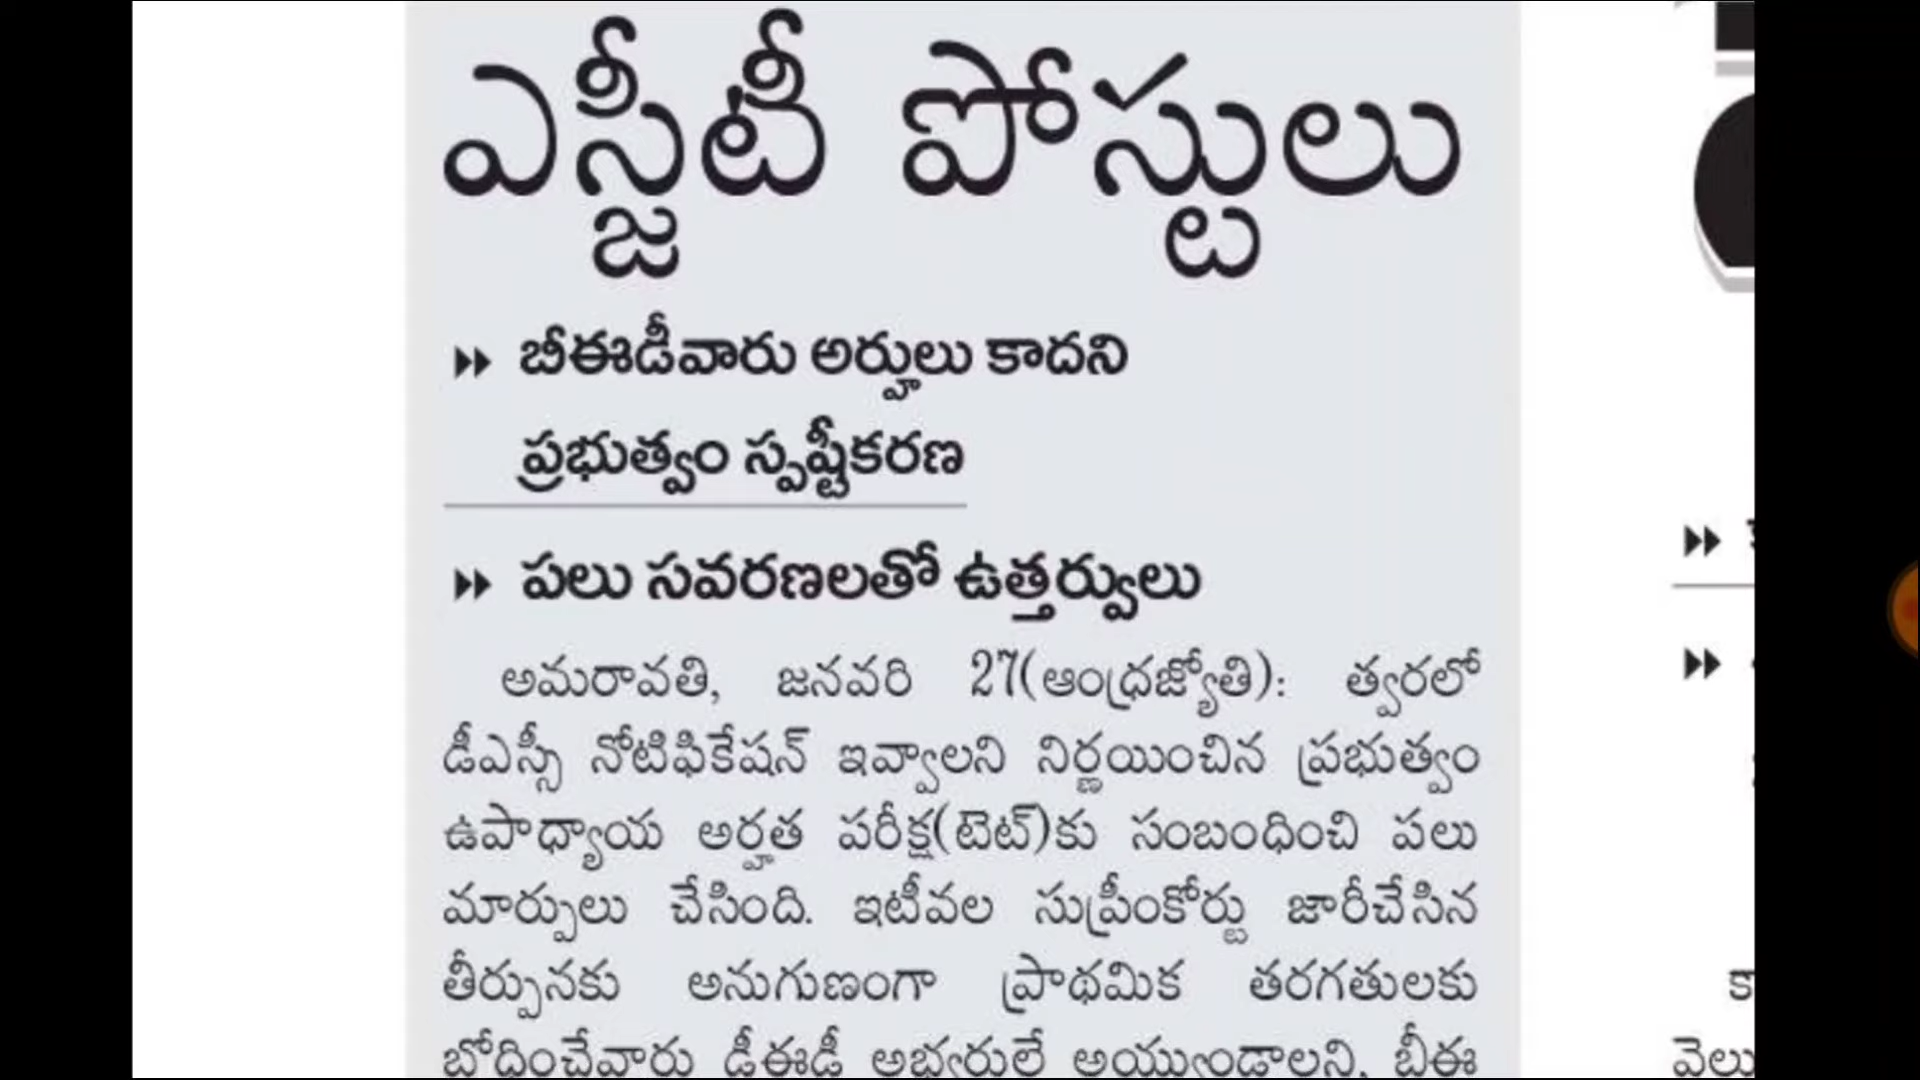 ఎస్జీటీ పోస్టులు
బీఈడీవారు అర్హులు కాదని
ప్రభుత్వం స్పష్టీకరణ
పలు సవరణలతో ఉత్తర్వులు
అమరావతి, జనవరి 27(ఆంధ్రజ్యోతి): త్వరలో
డీఎస్సీ నోటిఫికేషన్ ఇవ్వాలని నిర్ణయించిన ప్రభుత్వం
ఉపాధ్యాయ అర్హత పరీక్ష(టెట్)కు సంబంధించి పలు
మార్పులు చేసింది. ఇటీవల సుప్రీంకోర్టు జారీచేసిన
తీర్పునకు అనుగుణంగా ప్రాథమిక తరగతులకు
బోధించేవారు డీఈడీ అభ్యర్థులే అయ్యుండాలని, బీఈ
కా
వెలు